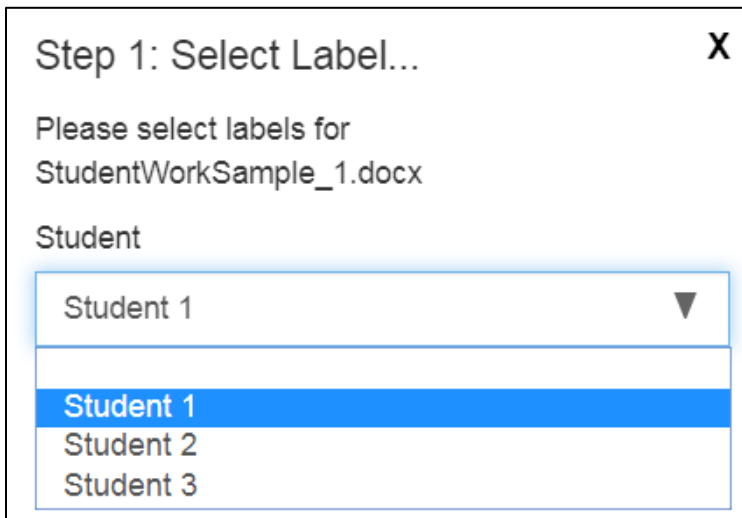 Step 1: Select Label...
X
Please select labels for
StudentWorkSample_1.docx
Student
Student 1
Student 1
Student 2
Student 3